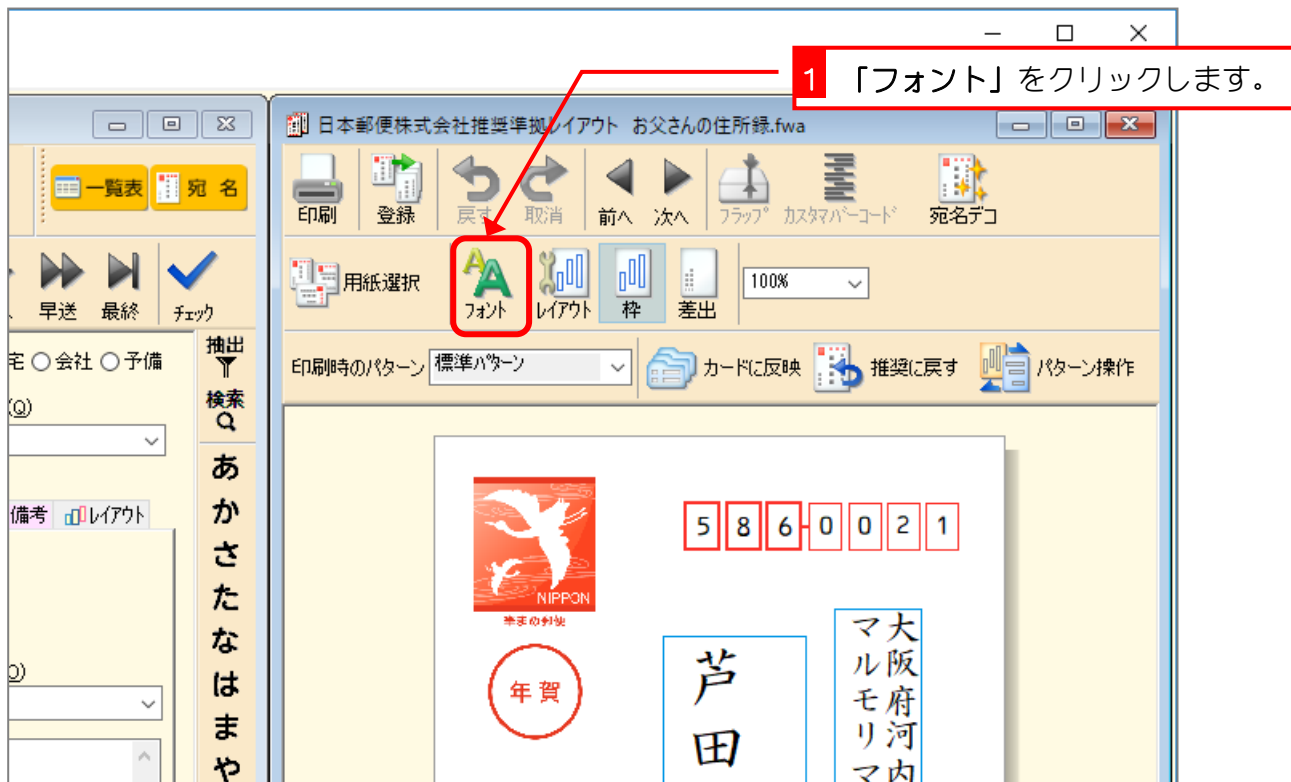 1 「フォント」をクリックします。
日本郵便株式会社推奨準拠レイアウト お父さんの住所録.fwa
一覧表 宛 名
印刷 登録 戻す 取消 前へ 次へ フラップ カスタマバーコード 宛名デコ
用紙選択 フォント レイアウト 枠 差出 100%
早送 最終 チェック
宅 会社 予備
抽出
検索
(Q)
印刷時のパターン 標準パターン カードに反映 推奨に戻す パターン操作
備考 レイアウト
あ
か
さ
た
な
は
ま
や
586-0021
NIPPON
年賀
大阪府河内
マルモリマ
芦田